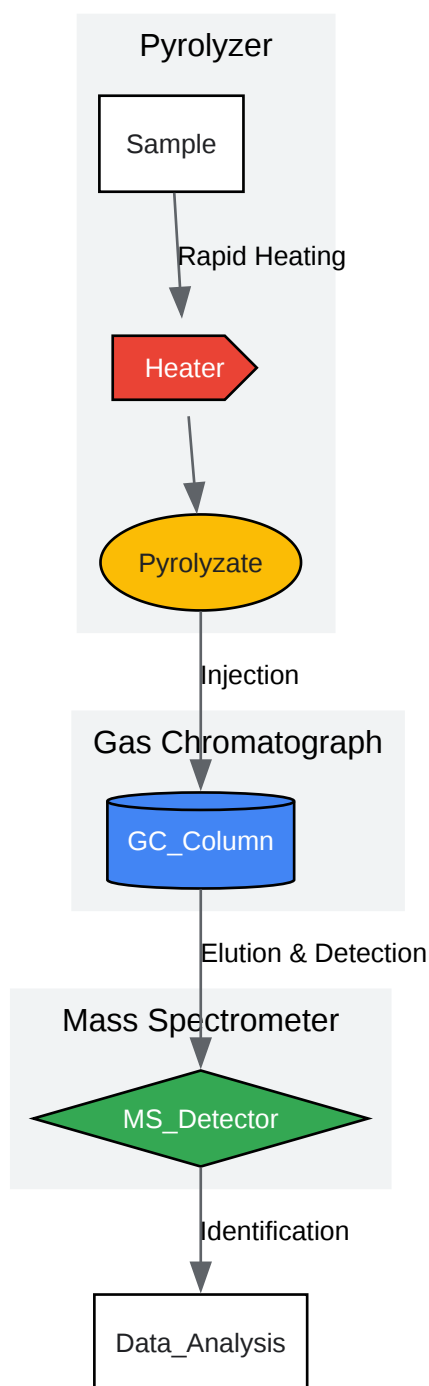 Pyrolyzer
Sample
Rapid Heating
Heater
Pyrolyzate
Injection
Gas Chromatograph
GC_Column
Elution & Detection
Mass Spectrometer
MS_Detector
Identification
Data_Analysis